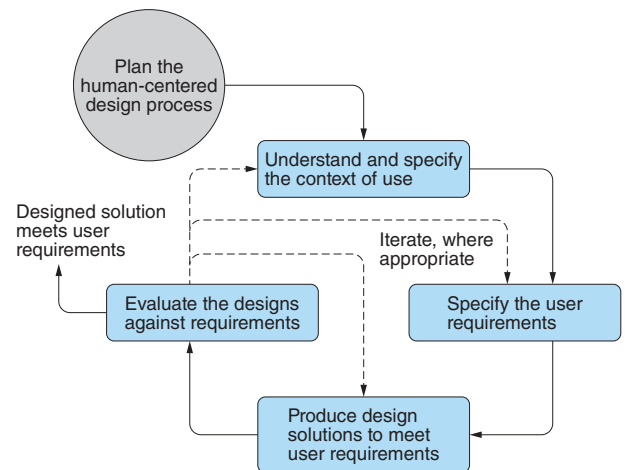 Plan the
human-centered
design process
Understand and specify
the context of use
Designed solution
meets user
requirements
Iterate, where
appropriate
Evaluate the designs
against requirements
Specify the user
requirements
Produce design
solutions to meet
user requirements